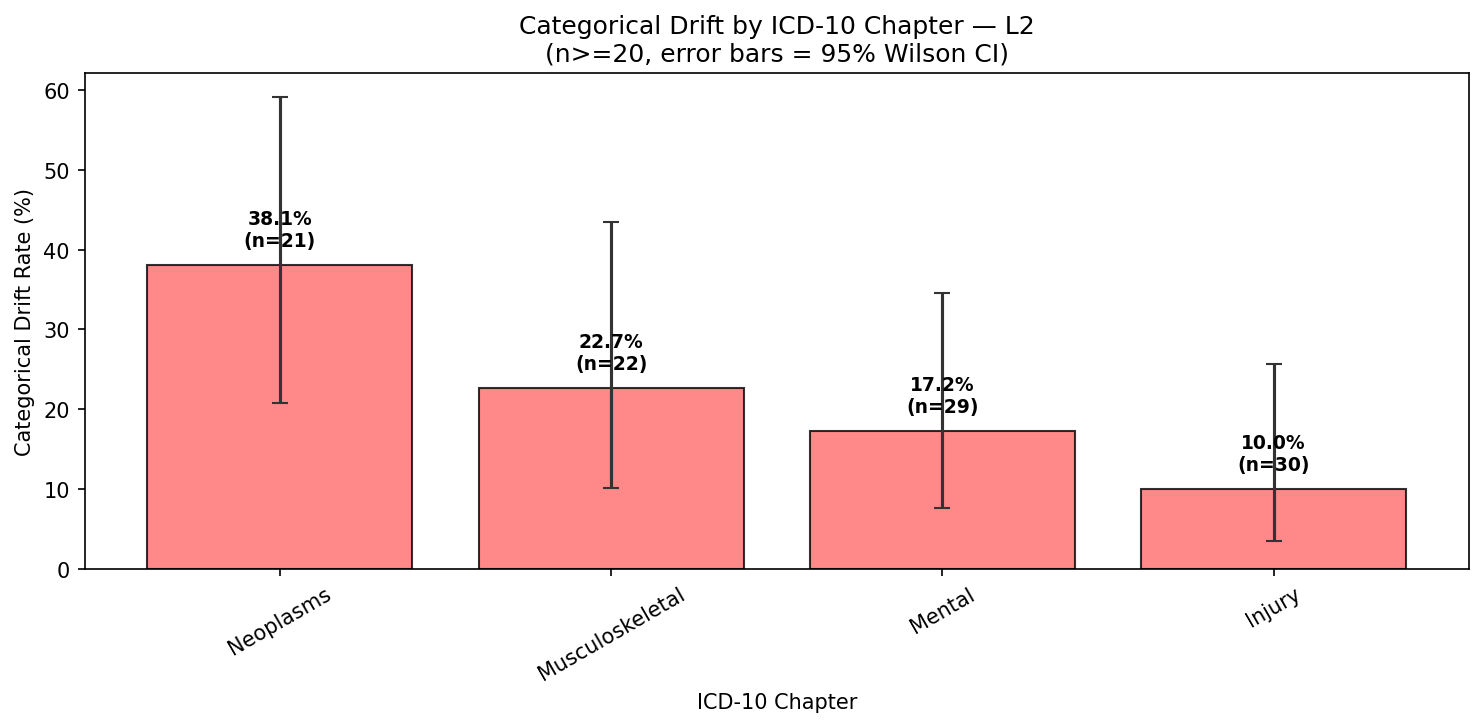 Categorical Drift by ICD-10 Chapter — L2
(n>=20, error bars = 95% Wilson CI)
Categorical Drift Rate (%)
60
50
40
30
20
10
0
38.1%
(n=21)
22.7%
(n=22)
17.2%
(n=29)
10.0%
(n=30)
Neoplasms
Musculoskeletal
Mental
Injury
ICD-10 Chapter